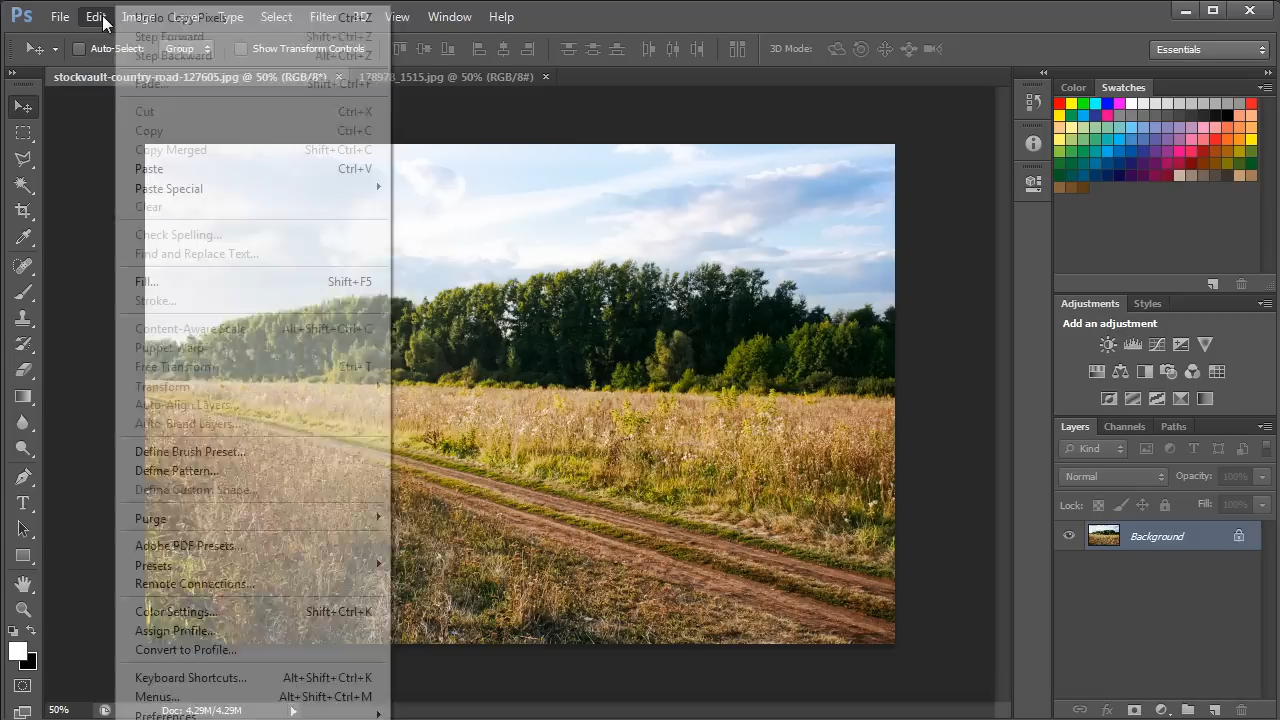 Ps File Edit Image Layer Type Select Filter 3D View Window Help
Auto-Select: Group Show Transform Controls 3D Mode: Essentials
stockvault-country-road-127605.jpg @ 50% (RGB/8*) × 178978_1515.jpg @ 50% (RGB/8#) ×
Undo Copy Pixels Ctrl+Z
Step Forward Shift+Ctrl+Z
Step Backward Alt+Ctrl+Z
Fade... Shift+Ctrl+F
Cut Ctrl+X
Copy Ctrl+C
Copy Merged Shift+Ctrl+C
Paste Ctrl+V
Paste Special
Clear
Check Spelling...
Find and Replace Text...
Fill... Shift+F5
Stroke...
Content-Aware Scale Alt+Shift+Ctrl+C
Puppet Warp
Free Transform Ctrl+T
Transform
Auto-Align Layers...
Auto-Blend Layers...
Define Brush Preset...
Define Pattern...
Define Custom Shape...
Purge
Adobe PDF Presets...
Presets
Remote Connections...
Color Settings... Shift+Ctrl+K
Assign Profile...
Convert to Profile...
Keyboard Shortcuts... Alt+Shift+Ctrl+K
Menus... Alt+Shift+Ctrl+M
Preferences
50% Doc: 4.29M/4.29M
Color Swatches
Adjustments Styles
Add an adjustment
Layers Channels Paths
Kind
Normal Opacity: 100%
Lock: Fill: 100%
Background